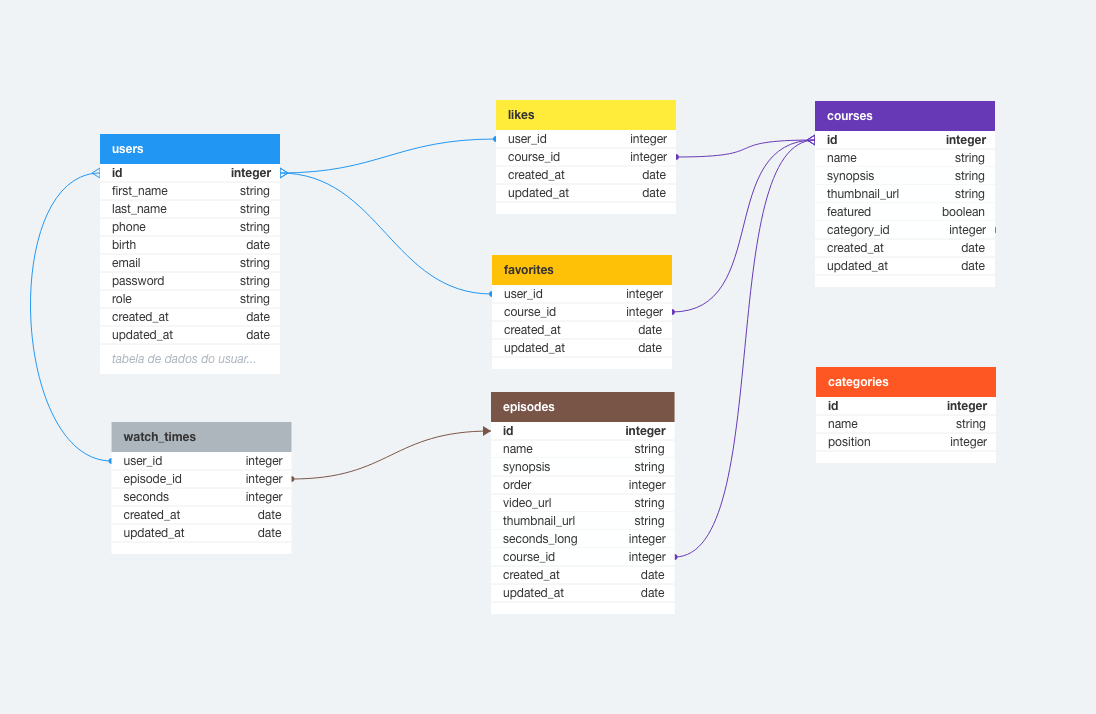 users
id integer
first_name string
last_name string
phone string
birth date
email string
password string
role string
created_at date
updated_at date
tabela de dados do usuar...
watch_times
user_id integer
episode_id integer
seconds integer
created_at date
updated_at date
likes
user_id integer
course_id integer
created_at date
updated_at date
favorites
user_id integer
course_id integer
created_at date
updated_at date
episodes
id integer
name string
synopsis string
order integer
video_url string
thumbnail_url string
seconds_long integer
course_id integer
created_at date
updated_at date
courses
id integer
name string
synopsis string
thumbnail_url string
featured boolean
category_id integer
created_at date
updated_at date
categories
id integer
name string
position integer